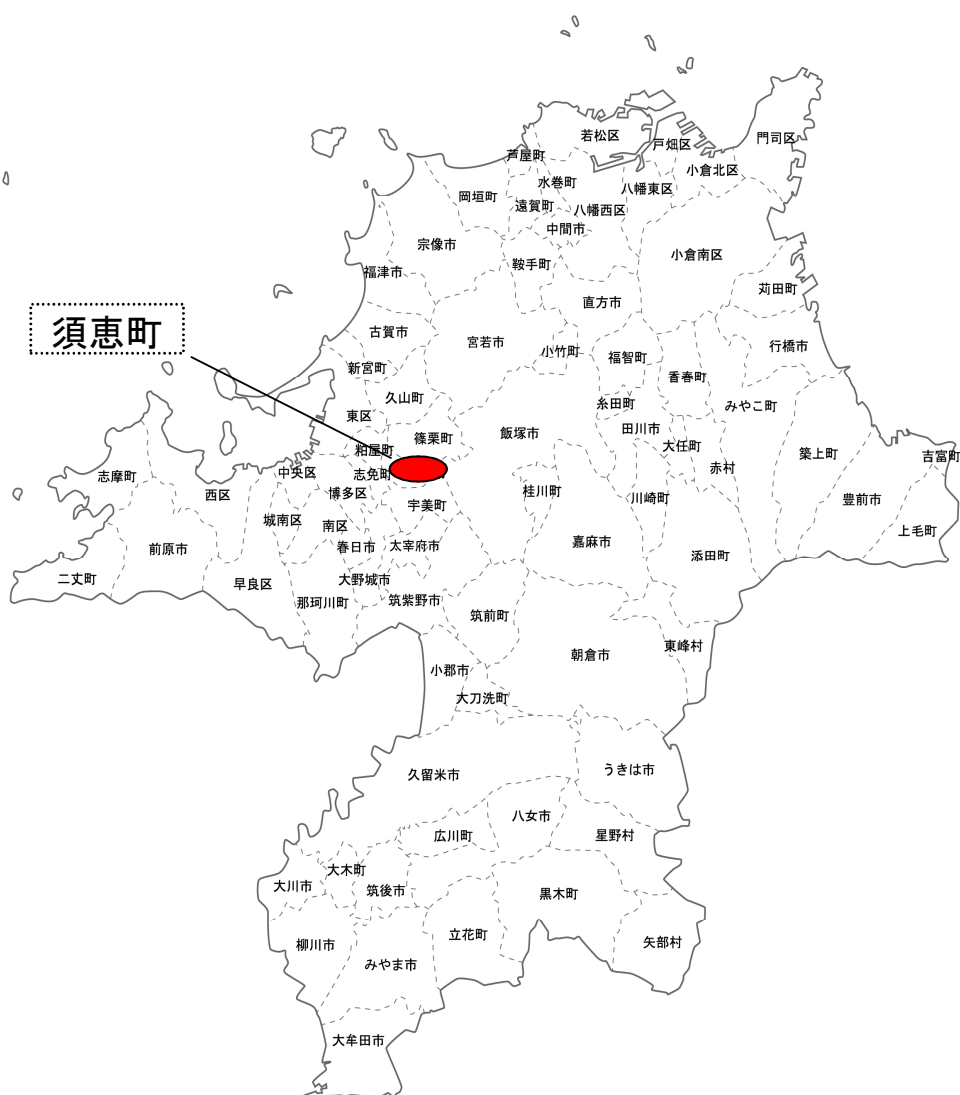 若松区
門司区
戸畑区
芦屋町
小倉北区
水巻町
八幡東区
岡垣町
遠賀町
八幡西区
中間市
宗像市
小倉南区
鞍手町
福津市
苅田町
直方市
須恵町
古賀市
宮若市
行橋市
小竹町
福智町
新宮町
香春町
久山町
糸田町
みやこ町
東区
田川市
飯塚市
篠栗町
大任町
粕屋町
築上町
吉富町
赤村
志摩町
中央区
志免町
西区
博多区
桂川町
川崎町
豊前市
宇美町
城南区
南区
上毛町
嘉麻市
前原市
春日市
太宰府市
添田町
二丈町
早良区
大野城市
那珂川町
筑紫野市
筑前町
東峰村
朝倉市
小郡市
大刀洗町
久留米市
うきは市
八女市
広川町
星野村
大木町
大川市
筑後市
黒木町
柳川市
立花町
矢部村
みやま市
大牟田市